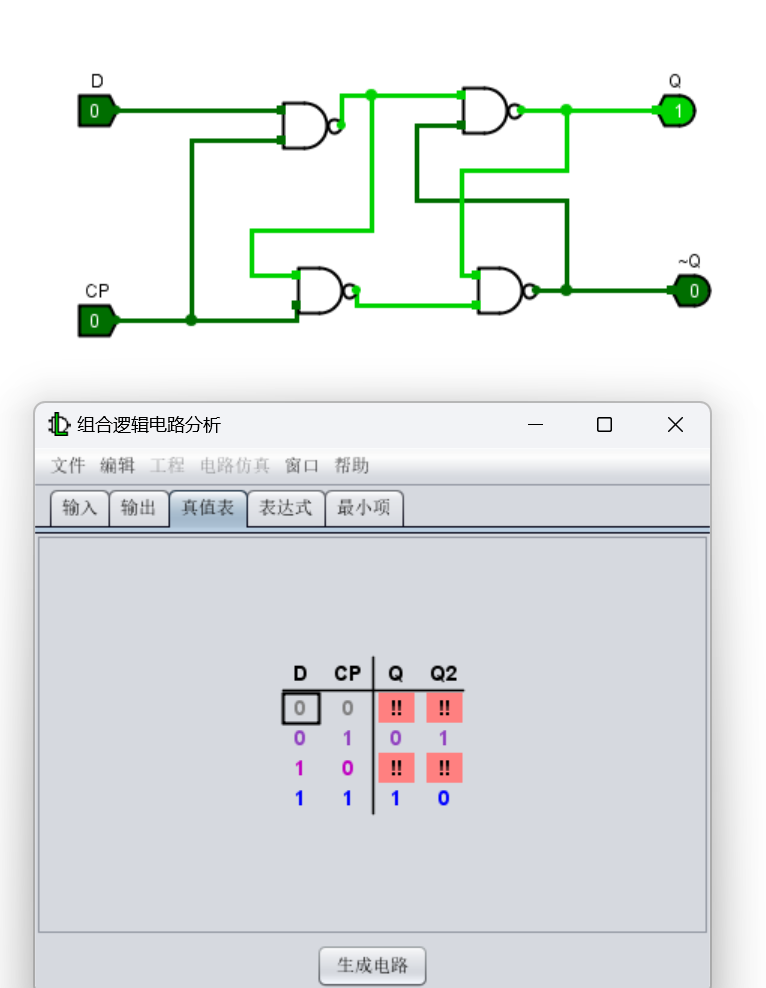 D
Q
0
1
CP
~Q
0
0
组合逻辑电路分析
文件 编辑 工程 电路仿真 窗口 帮助
输入 输出 真值表 表达式 最小项
D CP Q Q2
0 0 !! !!
0 1 0 1
1 0 !! !!
1 1 1 0
生成电路